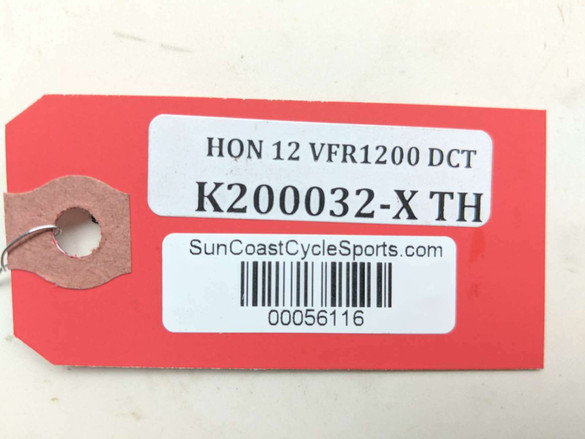 HON 12 VFR1200 DCT
K200032-X TH
SunCoastCycleSports.com
00056116